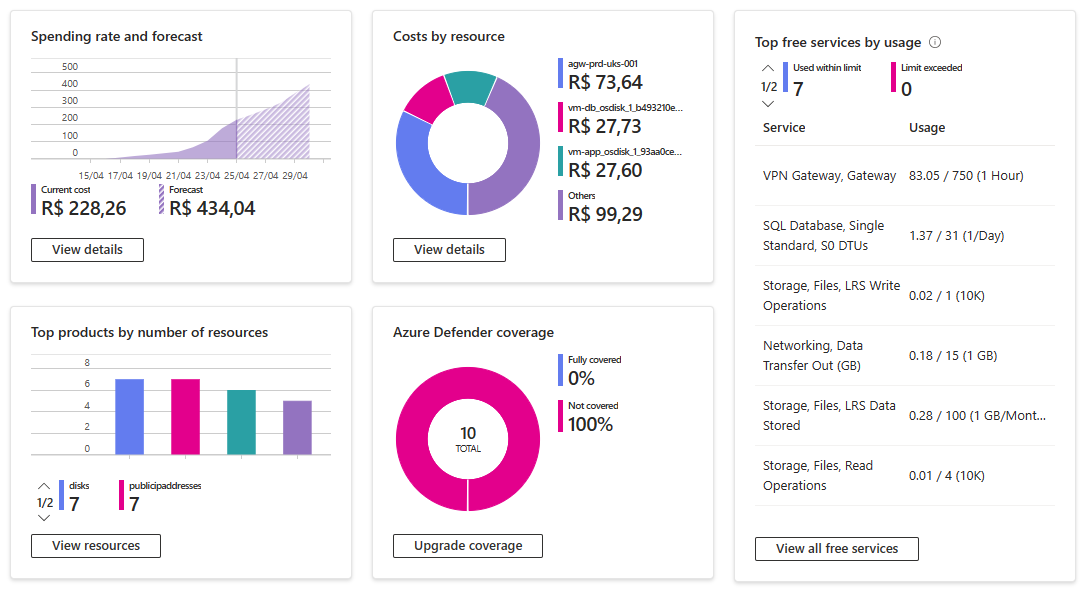 Spending rate and forecast
500
400
300
200
100
0
15/04 17/04 19/04 21/04 23/04 25/04 27/04 29/04
Current cost
R$ 228,26
Forecast
R$ 434,04
View details
Costs by resource
agw-prd-uks-001
R$ 73,64
vm-db_osdisk_1_b493210e...
R$ 27,73
vm-app_osdisk_1_93aa0ce...
R$ 27,60
Others
R$ 99,29
View details
Top free services by usage
1/2
Used within limit
7
Limit exceeded
0
Service Usage
VPN Gateway, Gateway 83.05 / 750 (1 Hour)
SQL Database, Single
Standard, S0 DTUs
1.37 / 31 (1/Day)
Storage, Files, LRS Write
Operations
0.02 / 1 (10K)
Networking, Data
Transfer Out (GB)
0.18 / 15 (1 GB)
Storage, Files, LRS Data
Stored
0.28 / 100 (1 GB/Mont...
Storage, Files, Read
Operations
0.01 / 4 (10K)
View all free services
Top products by number of resources
8
6
4
2
0
1/2
disks
7
publicipaddresses
7
View resources
Azure Defender coverage
10
TOTAL
Fully covered
0%
Not covered
100%
Upgrade coverage